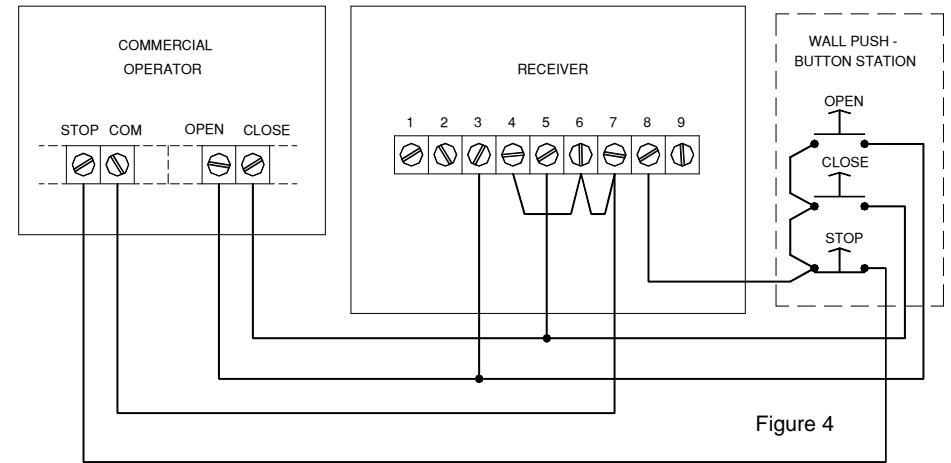 COMMERCIAL
OPERATOR
STOP COM OPEN CLOSE
RECEIVER
1 2 3 4 5 6 7 8 9
WALL PUSH -
BUTTON STATION
OPEN
CLOSE
STOP
Figure 4